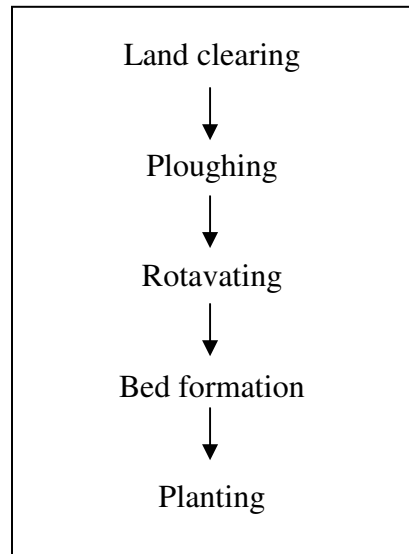 Land clearing
Ploughing
Rotavating
Bed formation
Planting